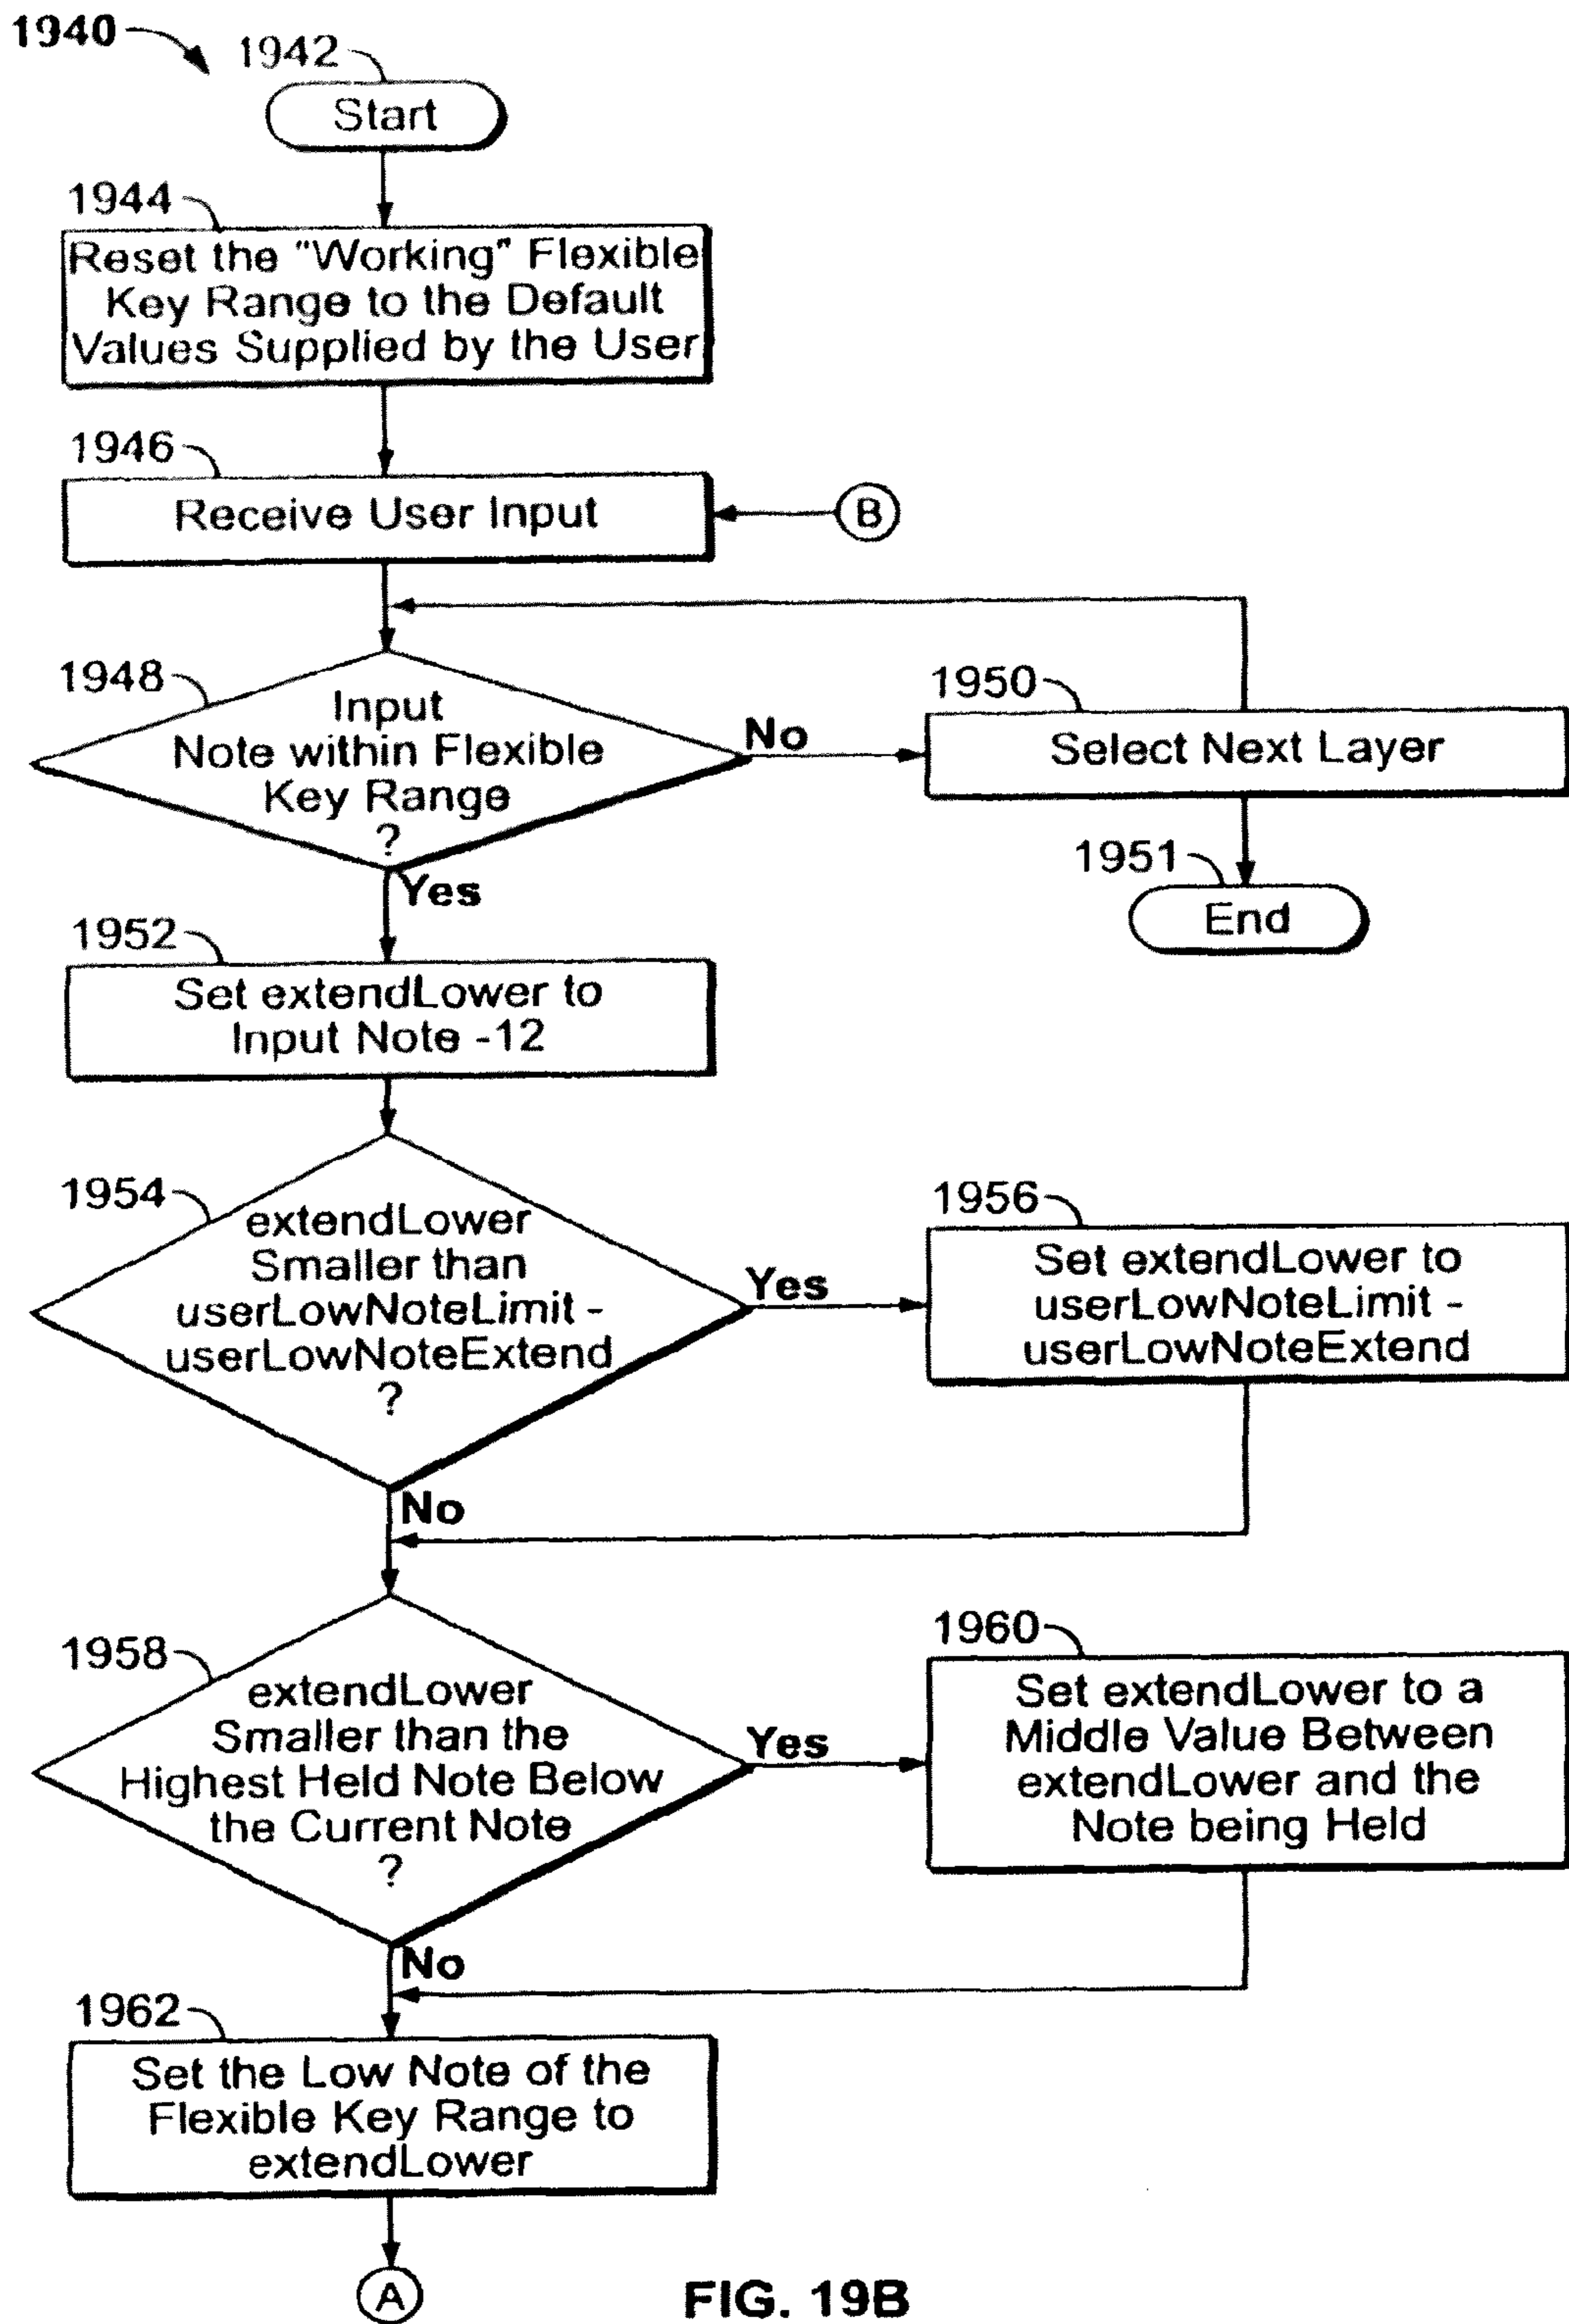 1940
1942
Start
1944
Reset the "Working" Flexible
Key Range to the Default
Values Supplied by the User
1946
Receive User Input
B
1948
Input
Note within Flexible
Key Range
?
No
Yes
1950
Select Next Layer
1951
End
1952
Set extendLower to
Input Note -12
1954
extendLower
Smaller than
userLowNoteLimit -
userLowNoteExtend
?
Yes
No
1956
Set extendLower to
userLowNoteLimit -
userLowNoteExtend
1958
extendLower
Smaller than the
Highest Held Note Below
the Current Note
?
Yes
No
1960
Set extendLower to a
Middle Value Between
extendLower and the
Note being Held
1962
Set the Low Note of the
Flexible Key Range to
extendLower
A
FIG. 19B